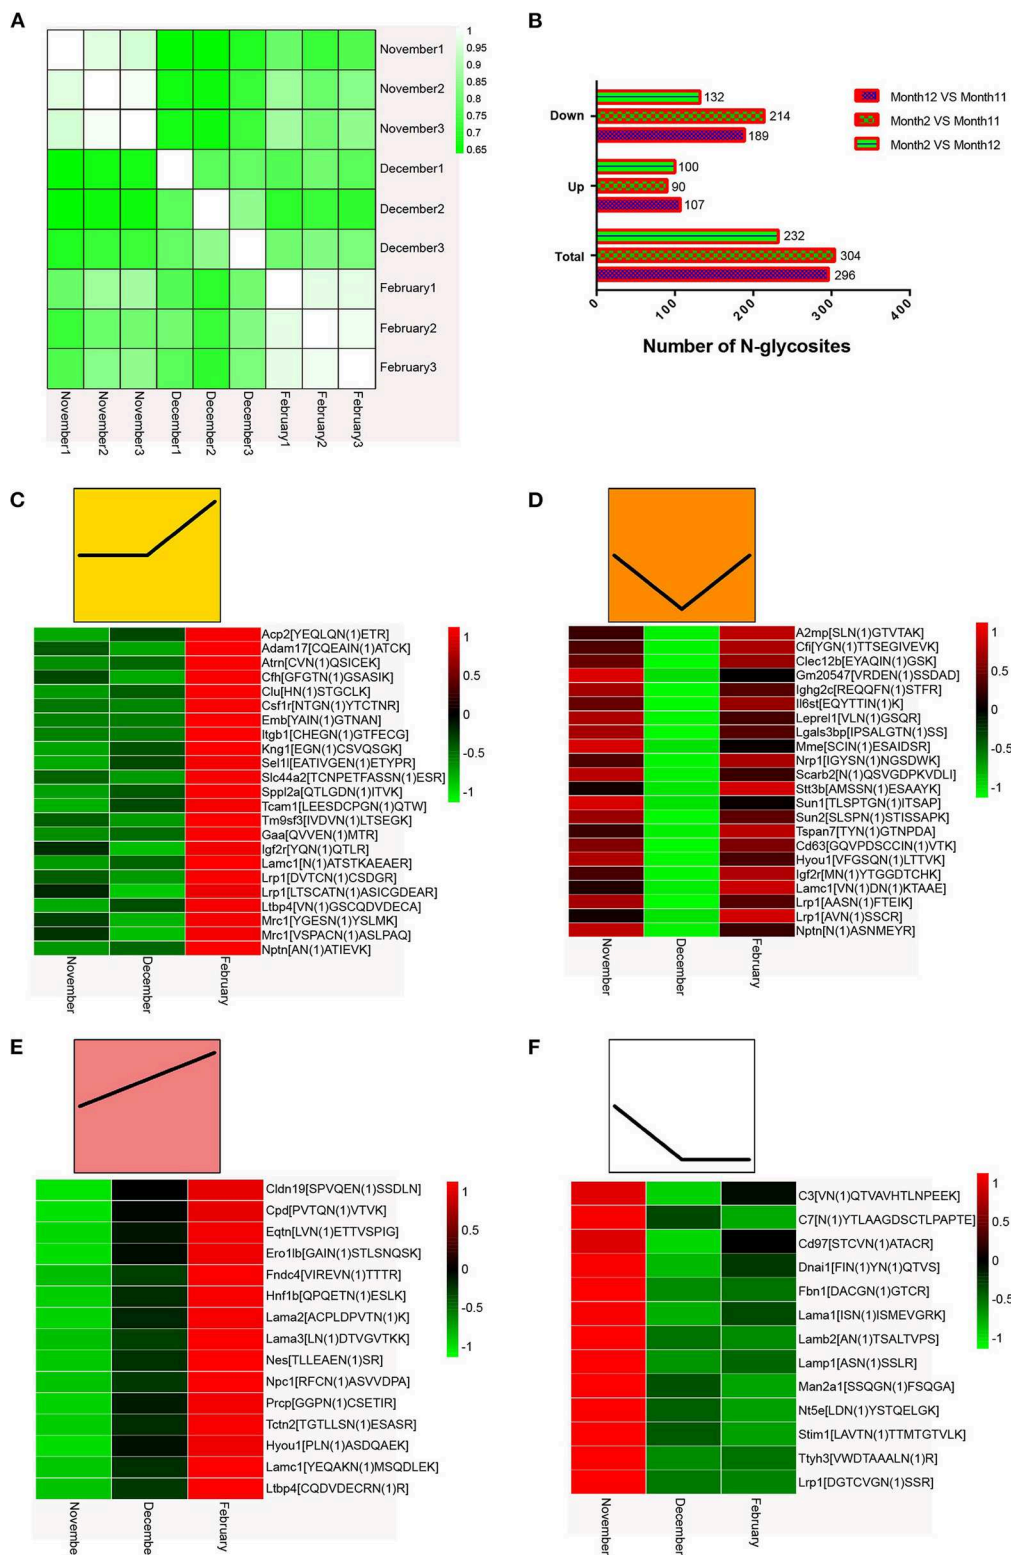 A
1
0.95
0.9
0.85
0.8
0.75
0.7
0.65
November1
November2
November3
December1
December2
December3
February1
February2
February3
November1
November2
November3
December1
December2
December3
February1
February2
February3
B
Down
Up
Total
132
214
189
100
90
107
232
304
296
0
100
200
300
400
Number of N-glycosites
Month12 VS Month11
Month2 VS Month11
Month2 VS Month12
C
Acp2[YEQLQN(1)ETR]
Adam17[CQEAIN(1)ATCK]
Atrn[CVN(1)QSICEK]
Cfh[GFGTN(1)GSASIK]
Clu[HN(1)STGCLK]
Csf1r[NTGN(1)YTCTNR]
Emb[YAIN(1)GTNAN]
Itgb1[CHEGN(1)GTFECG]
Kng1[EGN(1)CSVQSGK]
Sel1l[EATIVGEN(1)ETYPR]
Slc44a2[TCNPETFASSN(1)ESR]
Sppl2a[QTLGDN(1)ITVK]
Tcam1[LEESDCPGN(1)QTW]
Tm9sf3[IVDVN(1)LTSEGK]
Gaa[QVVEN(1)MTR]
Igf2r[YQN(1)QTLR]
Lamc1[N(1)ATSTKAEAER]
Lrp1[DVTCN(1)CSDGR]
Lrp1[LTSCATN(1)ASICGDEAR]
Ltbp4[VN(1)GSCQDVDECA]
Mrc1[YGESN(1)YSLMK]
Mrc1[VSPACN(1)ASLPAQ]
Nptn[AN(1)ATIEVK]
1
0.5
0
-0.5
-1
November
December
February
D
A2mp[SLN(1)GTVTAK]
Cfi[YGN(1)TTSEGIVEVK]
Clec12b[EYAQIN(1)GSK]
Gm20547[VRDEN(1)SSDAD]
Ighg2c[REQQFN(1)STFR]
Il6st[EQYTTIN(1)K]
Leprel1[VLN(1)GSQR]
Lgals3bp[IPSALGTN(1)SS]
Mme[SCIN(1)ESAIDSR]
Nrp1[IGYSN(1)NGSDWK]
Scarb2[N(1)QSVGDPKVDLI]
Stt3b[AMSSN(1)ESAAYK]
Sun1[TLSPTGN(1)ITSAP]
Sun2[SLSPN(1)STISSAPK]
Tspan7[TYN(1)GTNPDA]
Cd63[GQVPDSCCIN(1)VTK]
Hyou1[VFGSQN(1)LTTVK]
Igf2r[MN(1)YTGGDTCHK]
Lamc1[VN(1)DN(1)KTAAE]
Lrp1[AASN(1)FTEIK]
Lrp1[AVN(1)SSCR]
Nptn[N(1)ASNMEYR]
1
0.5
0
-0.5
-1
November
December
February
E
Cldn19[SPVQEN(1)SSDLN]
Cpd[PVTQN(1)VTVK]
Eqtn[LVN(1)ETTVSPIG]
Ero1lb[GAIN(1)STLSNQSK]
Fndc4[VIREVN(1)TTTR]
Hnf1b[QPQETN(1)ESLK]
Lama2[ACPLDPVTN(1)K]
Lama3[LN(1)DTVGVTKK]
Nes[TLLEAEN(1)SR]
Npc1[RFCN(1)ASVVDPA]
Prcp[GGPN(1)CSETIR]
Tctn2[TGTLLSN(1)ESASR]
Hyou1[PLN(1)ASDQAEK]
Lamc1[YEQAKN(1)MSQDLEK]
Ltbp4[CQDVDECRN(1)R]
1
0.5
0
-0.5
-1
Novembe
Decembe
February
F
C3[VN(1)QTVAVHTLNPEEK]
C7[N(1)YTLAAGDSCTLPAPTE]
Cd97[STCVN(1)ATACR]
Dnai1[FIN(1)YN(1)QTVS]
Fbn1[DACGN(1)GTCR]
Lama1[ISN(1)ISMEVGRK]
Lamb2[AN(1)TSALTVPS]
Lamp1[ASN(1)SSLR]
Man2a1[SSQGN(1)FSQGA]
Nt5e[LDN(1)YSTQELGK]
Stim1[LAVTN(1)TTMTGTVLK]
Ttyh3[VWDTAAALN(1)R]
Lrp1[DGTCVGN(1)SSR]
1
0.5
0
-0.5
-1
November
December
February